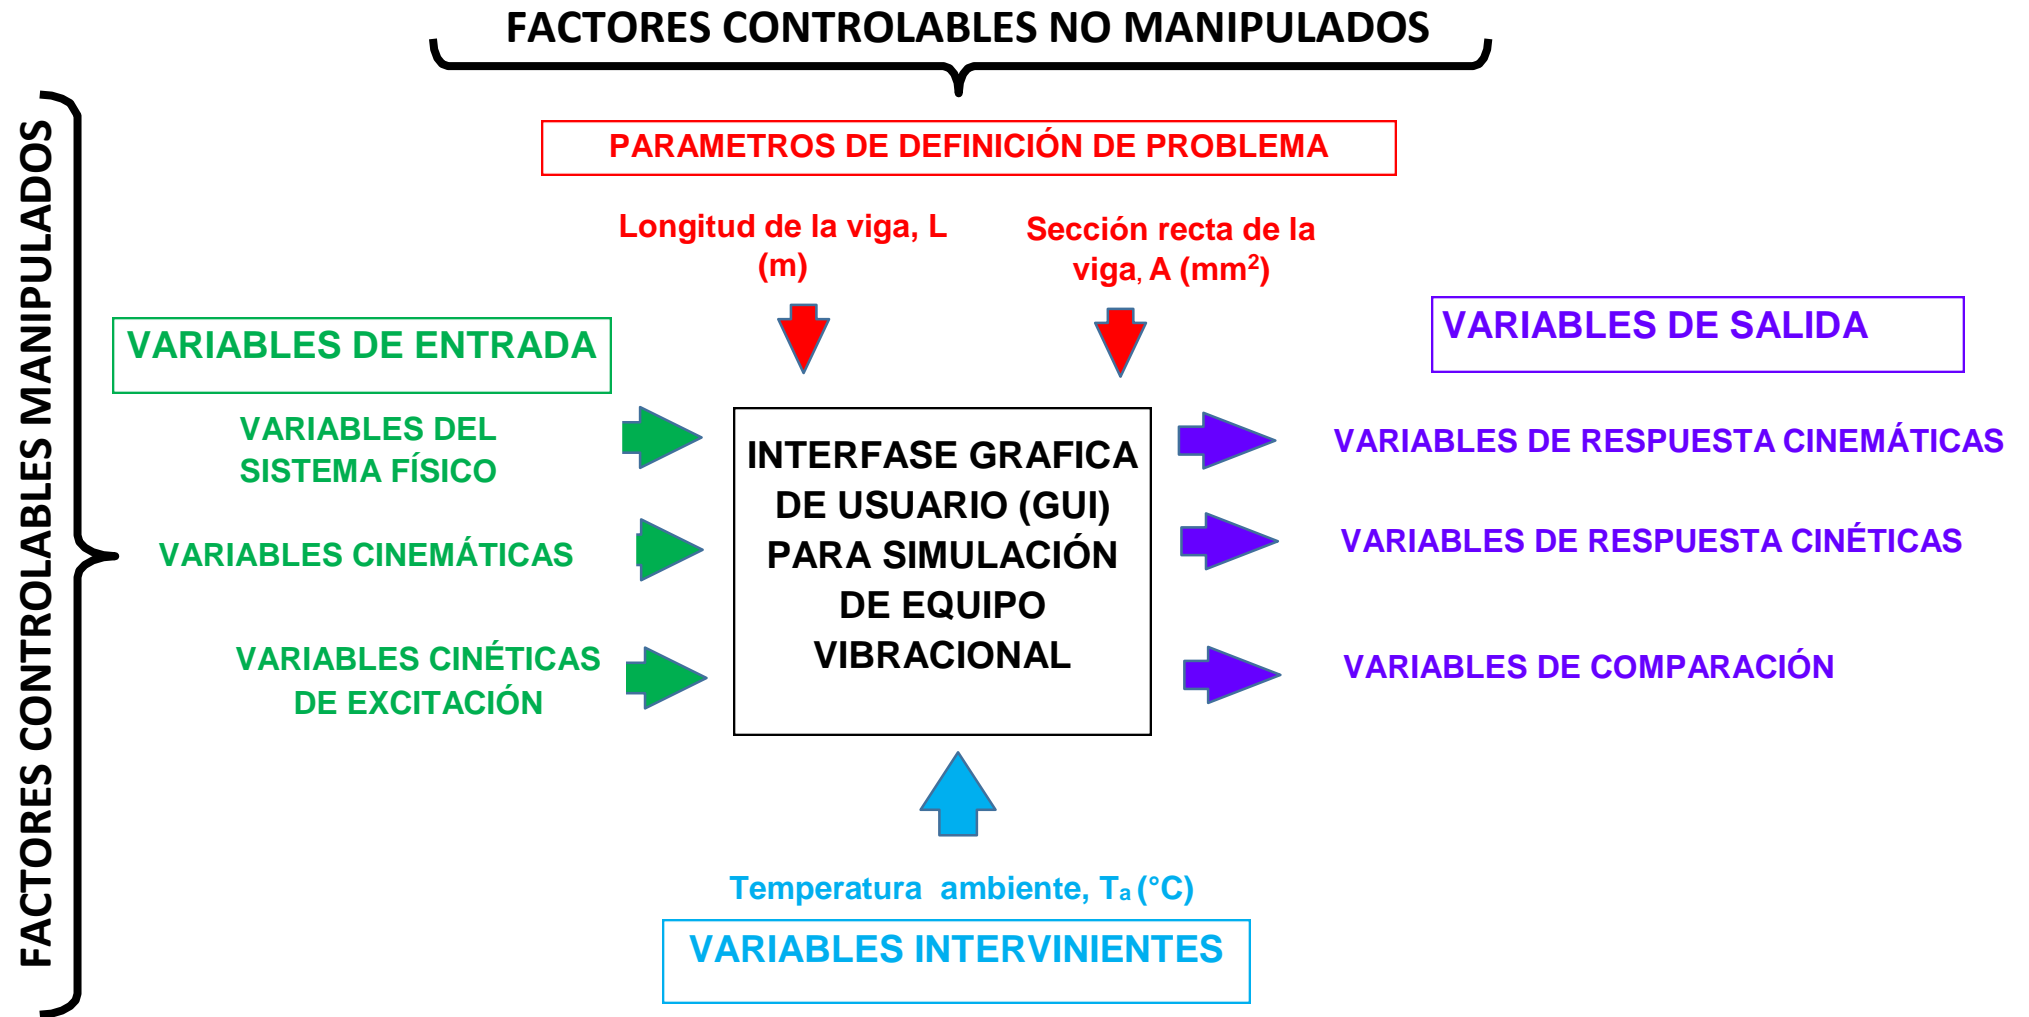 FACTORES CONTROLABLES NO MANIPULADOS
FACTORES CONTROLABLES MANIPULADOS
PARAMETROS DE DEFINICIÓN DE PROBLEMA
Longitud de la viga, L
(m)
Sección recta de la
viga, A (mm²)
VARIABLES DE ENTRADA
VARIABLES DEL
SISTEMA FÍSICO
VARIABLES CINEMÁTICAS
VARIABLES CINÉTICAS
DE EXCITACIÓN
INTERFASE GRAFICA
DE USUARIO (GUI)
PARA SIMULACIÓN
DE EQUIPO
VIBRACIONAL
VARIABLES DE SALIDA
VARIABLES DE RESPUESTA CINEMÁTICAS
VARIABLES DE RESPUESTA CINÉTICAS
VARIABLES DE COMPARACIÓN
Temperatura ambiente, Tₐ (°C)
VARIABLES INTERVINIENTES